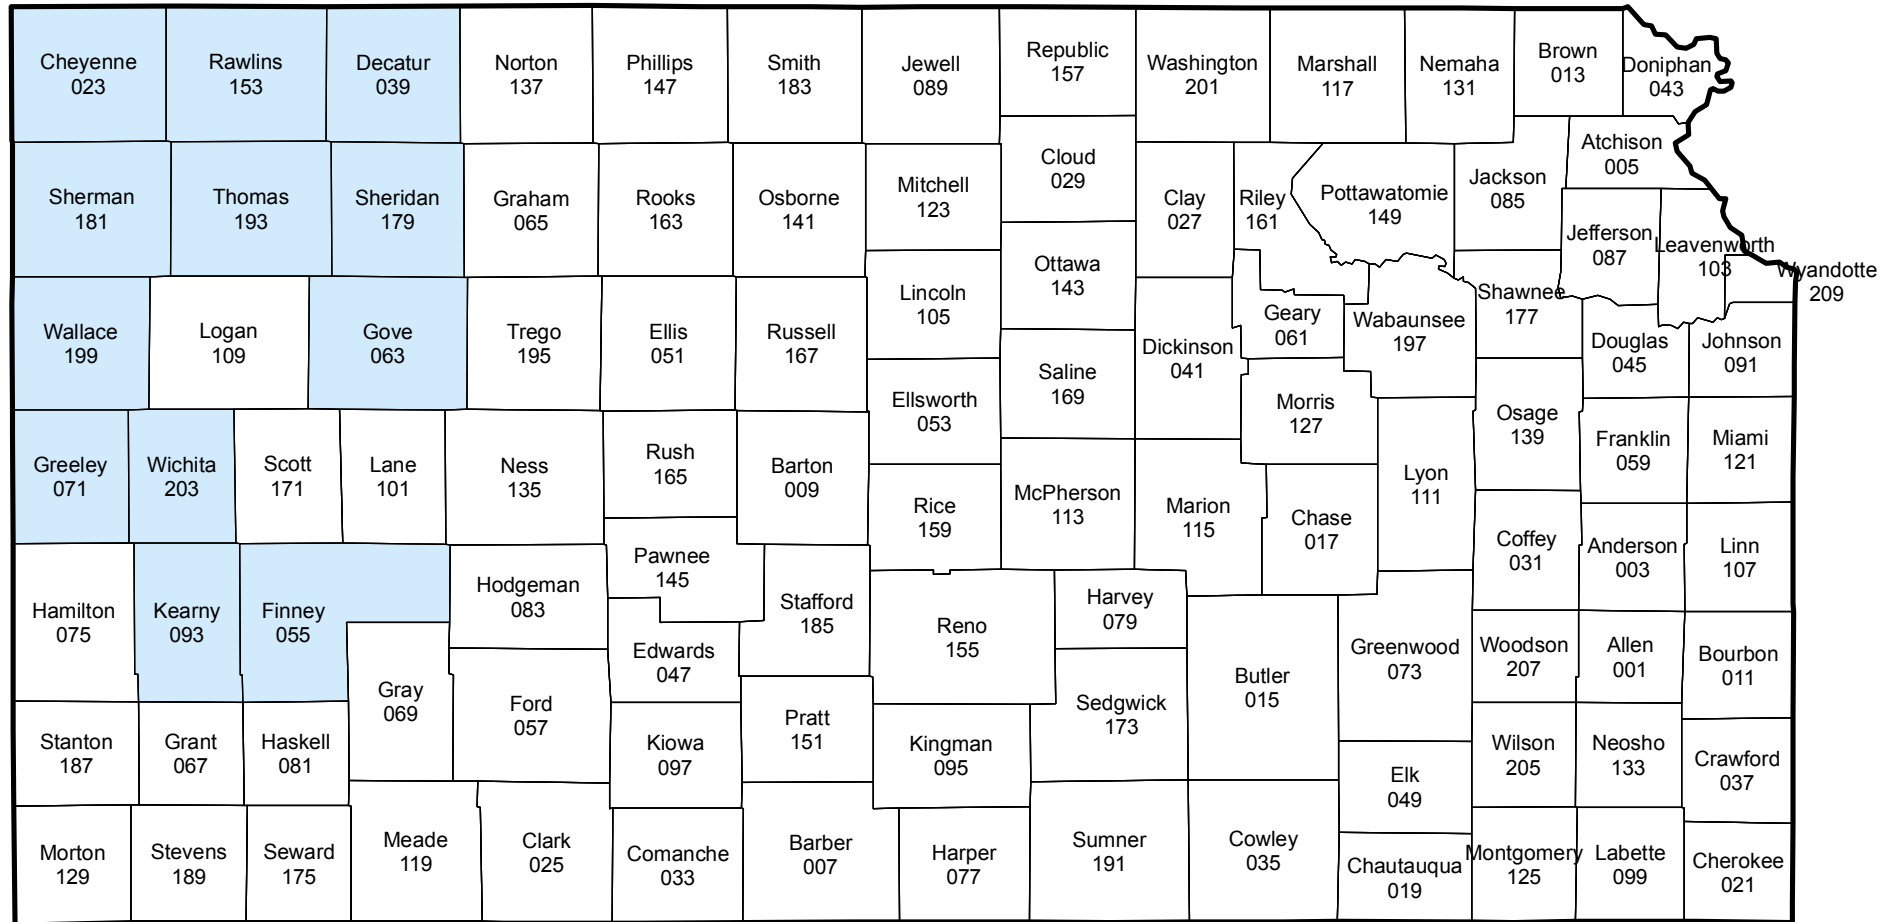 Cheyenne
023
Rawlins
153
Decatur
039
Norton
137
Phillips
147
Smith
183
Jewell
089
Republic
157
Washington
201
Marshall
117
Nemaha
131
Brown
013
Doniphan
043
Sherman
181
Thomas
193
Sheridan
179
Graham
065
Rooks
163
Osborne
141
Mitchell
123
Cloud
029
Clay
027
Riley
161
Pottawatomie
149
Jackson
085
Atchison
005
Jefferson
087
Leavenworth
103
Wyandotte
209
Wallace
199
Logan
109
Gove
063
Trego
195
Ellis
051
Russell
167
Lincoln
105
Ottawa
143
Dickinson
041
Geary
061
Wabaunsee
197
Shawnee
177
Douglas
045
Johnson
091
Ellsworth
053
Saline
169
Morris
127
Osage
139
Franklin
059
Miami
121
Greeley
071
Wichita
203
Scott
171
Lane
101
Ness
135
Rush
165
Barton
009
Rice
159
McPherson
113
Marion
115
Chase
017
Lyon
111
Coffey
031
Anderson
003
Linn
107
Hamilton
075
Kearny
093
Finney
055
Hodgeman
083
Pawnee
145
Stafford
185
Edwards
047
Reno
155
Harvey
079
Butler
015
Greenwood
073
Woodson
207
Allen
001
Bourbon
011
Gray
069
Ford
057
Pratt
151
Sedgwick
173
Stanton
187
Grant
067
Haskell
081
Kiowa
097
Kingman
095
Elk
049
Wilson
205
Neosho
133
Crawford
037
Morton
129
Stevens
189
Seward
175
Meade
119
Clark
025
Comanche
033
Barber
007
Harper
077
Sumner
191
Cowley
035
Chautauqua
019
Montgomery
125
Labette
099
Cherokee
021